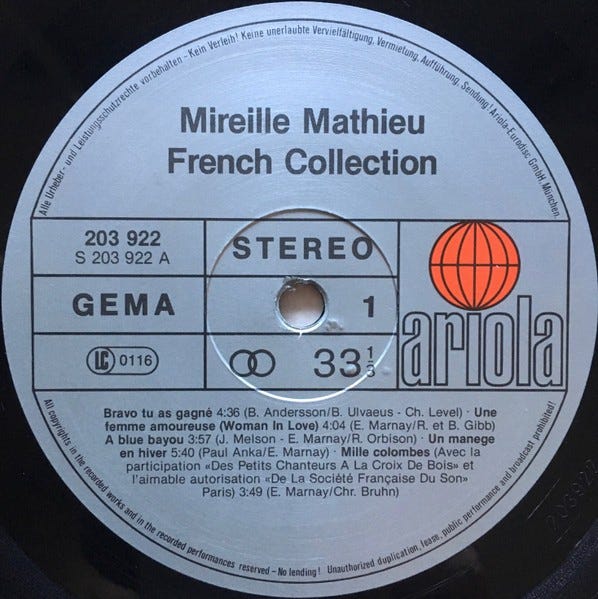 Alle Urheber- und Leistungsschutzrechte vorbehalten - Kein Verleih! Keine unerlaubte Vervielfältigung, Vermietung, Aufführung, Sendung! Ariola-Eurodisc GmbH, München.
Mireille Mathieu
French Collection
203 922
S 203 922 A
STEREO
GEMA
1
LC 0116
33 1/3
ariola
Bravo tu as gagné 4:36 (B. Andersson/B. Ulvaeus - Ch. Level) · Une
femme amoureuse (Woman In Love) 4:04 (E. Marnay/R. et B. Gibb)
A blue bayou 3:57 (J. Melson - E. Marnay/R. Orbison) · Un manege
en hiver 5:40 (Paul Anka/E. Marnay) · Mille colombes (Avec la
participation «Des Petits Chanteurs A La Croix De Bois» et
l'aimable autorisation «De La Société Française Du Son»
Paris) 3:49 (E. Marnay/Chr. Bruhn)
All copyrights in the recorded works and in the recorded performances reserved – No lending! Unauthorized duplication, lease, public performance and broadcast prohibited!